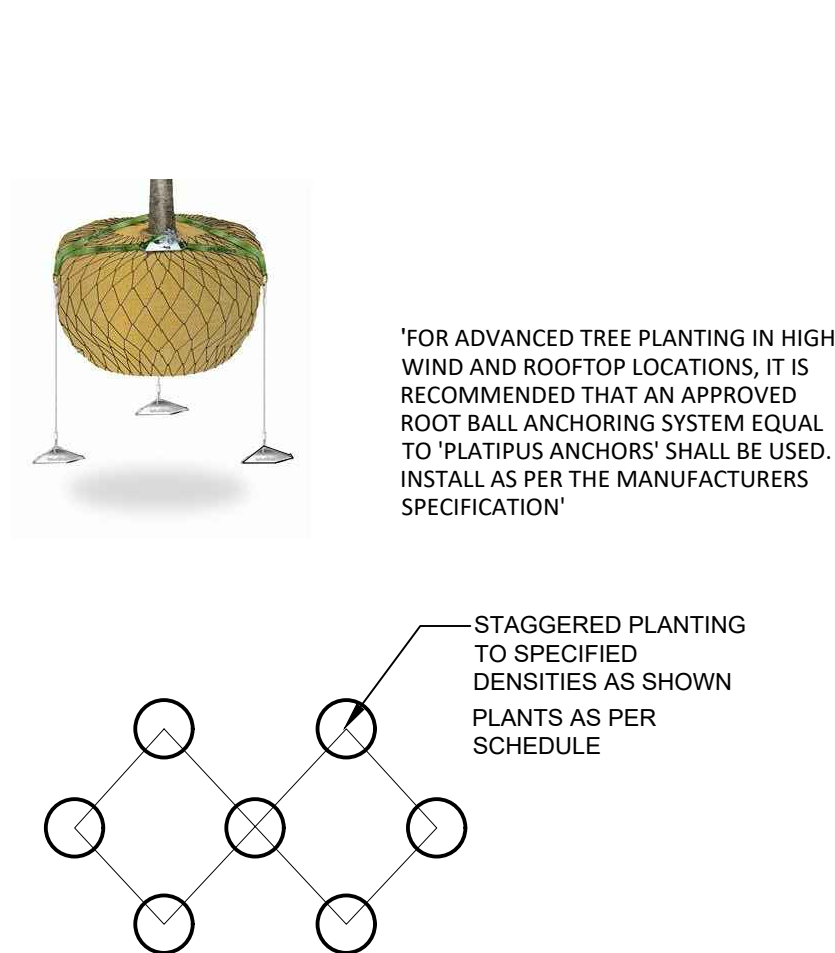 'FOR ADVANCED TREE PLANTING IN HIGH
WIND AND ROOFTOP LOCATIONS, IT IS
RECOMMENDED THAT AN APPROVED
ROOT BALL ANCHORING SYSTEM EQUAL
TO 'PLATIPUS ANCHORS' SHALL BE USED.
INSTALL AS PER THE MANUFACTURERS
SPECIFICATION'
STAGGERED PLANTING
TO SPECIFIED
DENSITIES AS SHOWN
PLANTS AS PER
SCHEDULE